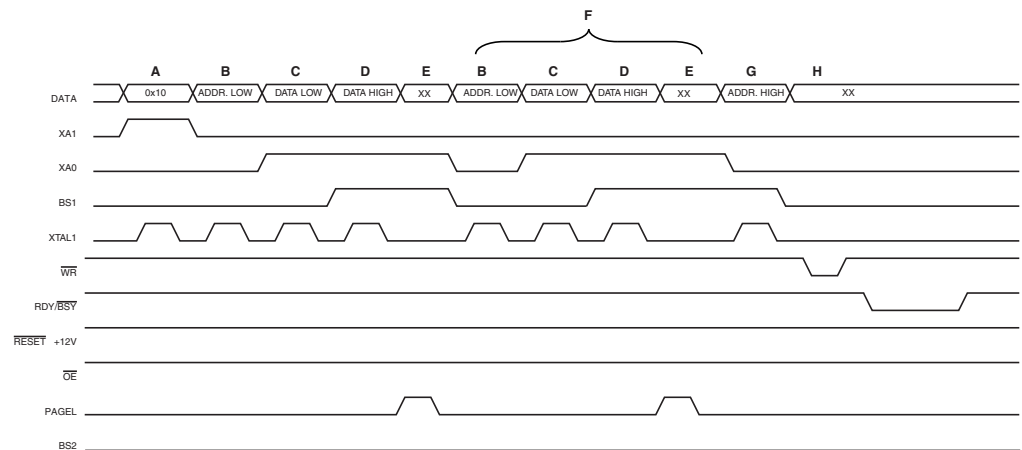 F
A B C D E B C D E G H
DATA 0x10 ADDR. LOW DATA LOW DATA HIGH XX ADDR. LOW DATA LOW DATA HIGH XX ADDR. HIGH XX
XA1
XA0
BS1
XTAL1
WR
RDY/BSY
RESET +12V
OE
PAGEL
BS2